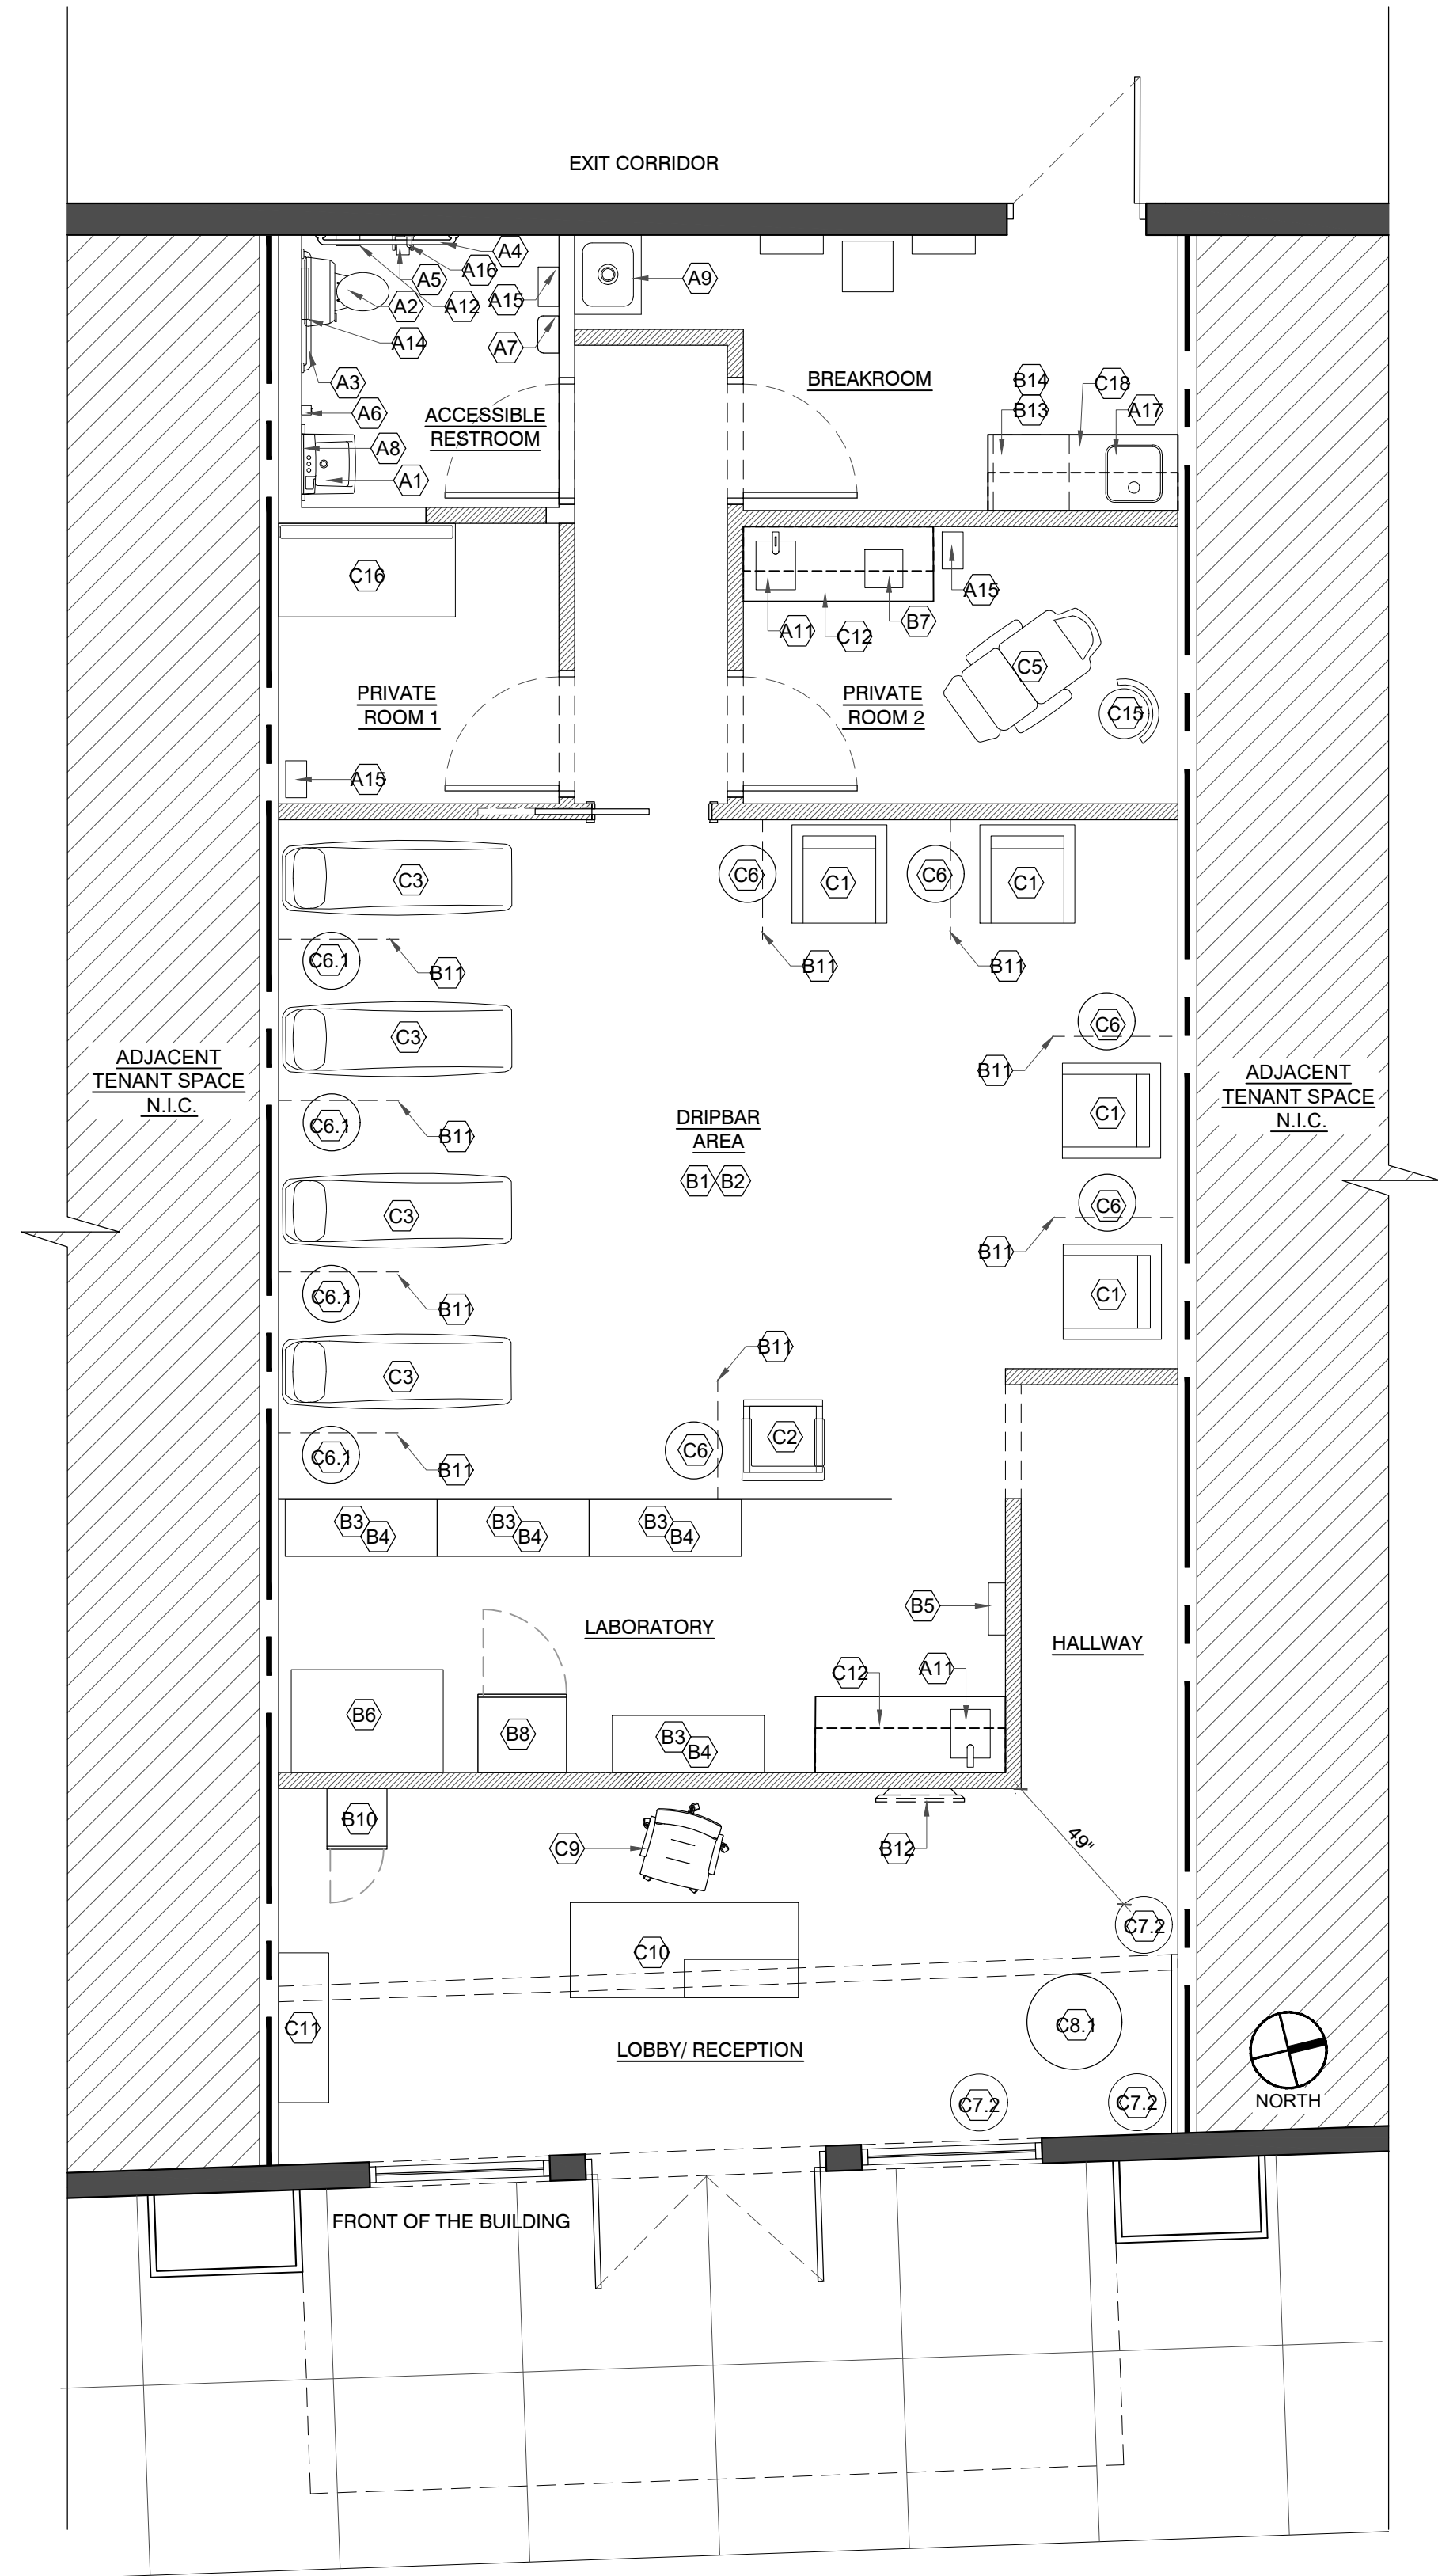 EXIT CORRIDOR
A4
A16
A5
A12
A15
A2
A14
A7
A9
A3
A6
A8
A1
ACCESSIBLE
RESTROOM
BREAKROOM
B14
B13
C18
A17
C16
A15
A11
C12
B7
C5
C15
PRIVATE
ROOM 1
PRIVATE
ROOM 2
A15
C3
C6
C1
C6
C1
C6.1
B11
B11
B11
C3
C6
B11
ADJACENT
TENANT SPACE
N.I.C.
ADJACENT
TENANT SPACE
N.I.C.
C6.1
B11
DRIPBAR
AREA
B1
B2
C1
C3
C6
B11
C6.1
B11
C1
C3
B11
C6.1
B11
C6
C2
B3
B4
B3
B4
B3
B4
B5
LABORATORY
HALLWAY
C12
A11
B6
B8
B3
B4
B10
C9
B12
49"
C7.2
C10
C11
C8.1
LOBBY/ RECEPTION
C7.2
C7.2
NORTH
FRONT OF THE BUILDING